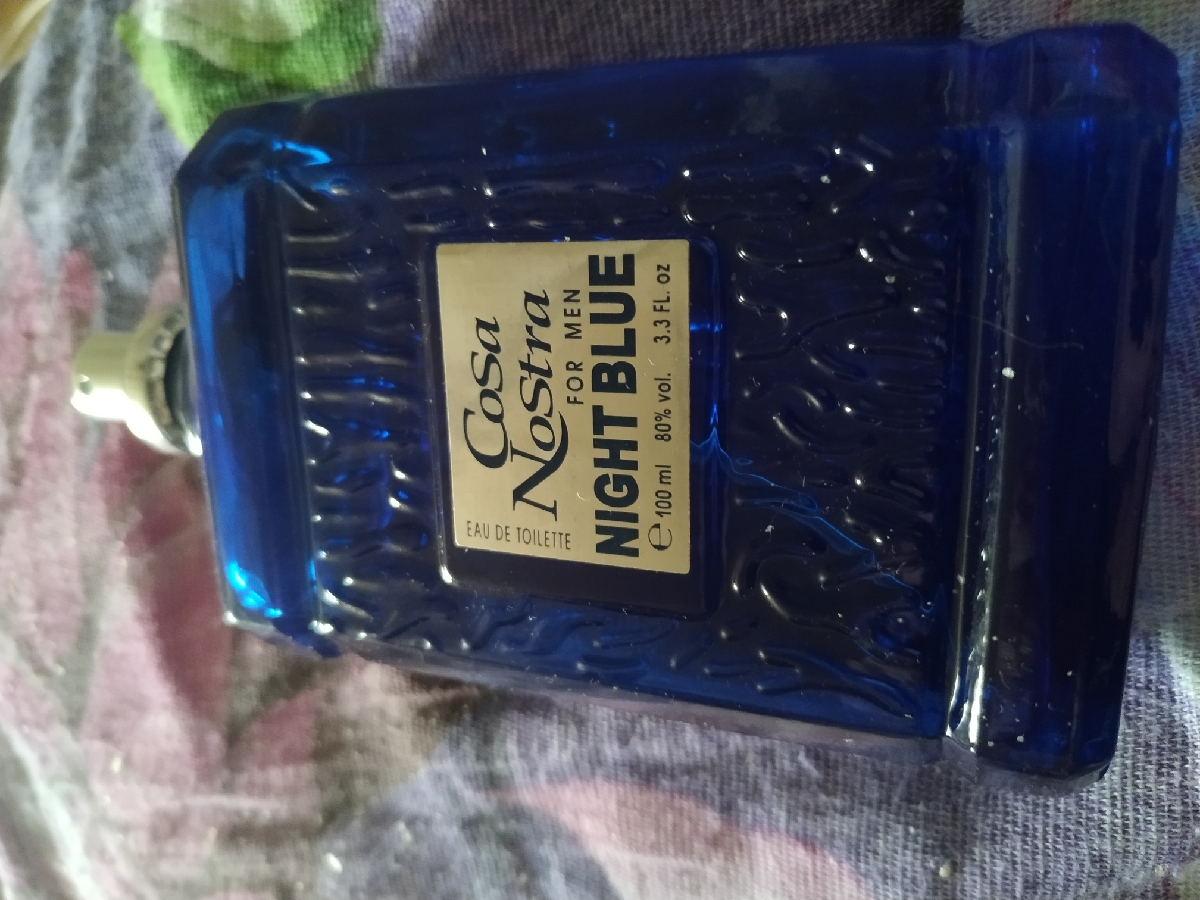 EAU DE TOILETTE
Cosa
Nostra
FOR MEN
NIGHT BLUE
℮ 100 ml 80% vol. 3.3 FL. oz